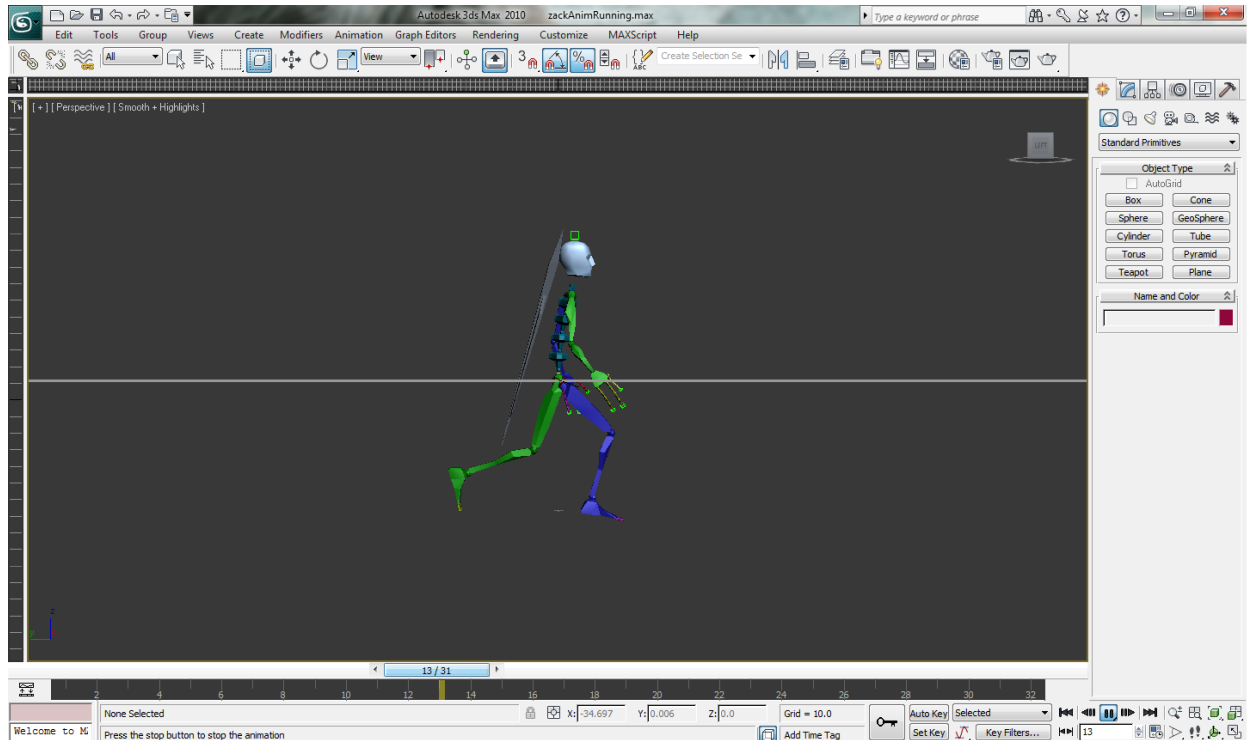 Autodesk 3ds Max 2010 zackAnimRunning.max
Type a keyword or phrase
Edit Tools Group Views Create Modifiers Animation Graph Editors Rendering Customize MAXScript Help
All View 3 % ABC Create Selection Se
[ + ] [ Perspective ] [ Smooth + Highlights ]
LEFT
Standard Primitives
Object Type
AutoGrid
Box Cone
Sphere GeoSphere
Cylinder Tube
Torus Pyramid
Teapot Plane
Name and Color
z
y
13 / 31
2 4 6 8 10 12 14 16 18 20 22 24 26 28 30 32
None Selected X: -34.697 Y: 0.006 Z: 0.0 Grid = 10.0 Auto Key Selected
Welcome to M Press the stop button to stop the animation Add Time Tag Set Key Key Filters... 13